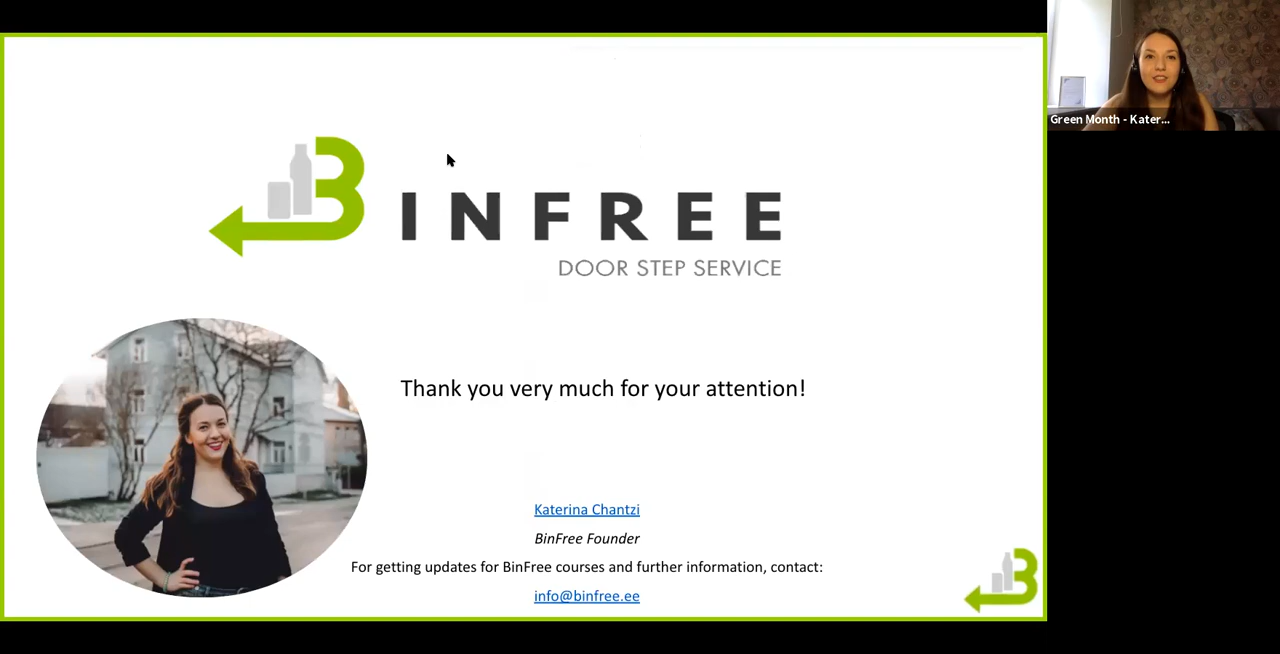 BINFREE
DOOR STEP SERVICE
Green Month - Kater...
Thank you very much for your attention!
Katerina Chantzi
BinFree Founder
For getting updates for BinFree courses and further information, contact:
info@binfree.ee
B